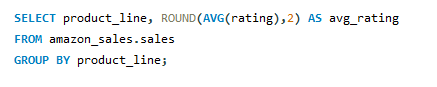 SELECT product_line, ROUND(AVG(rating),2) AS avg_rating
FROM amazon_sales.sales
GROUP BY product_line;